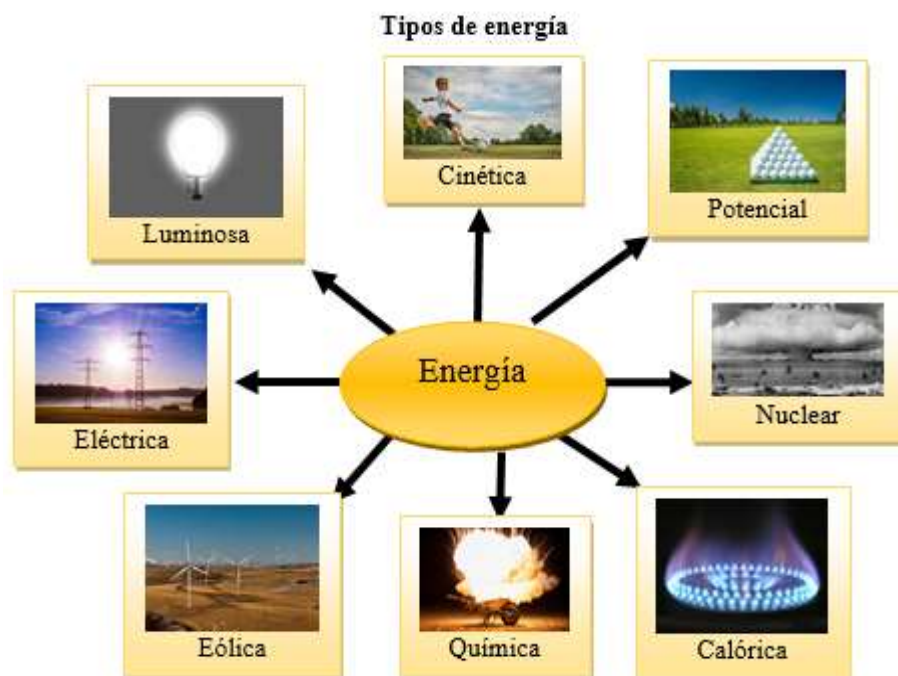 Tipos de energía
Cinética
Potencial
Luminosa
Energía
Nuclear
Eléctrica
Eólica
Química
Calórica